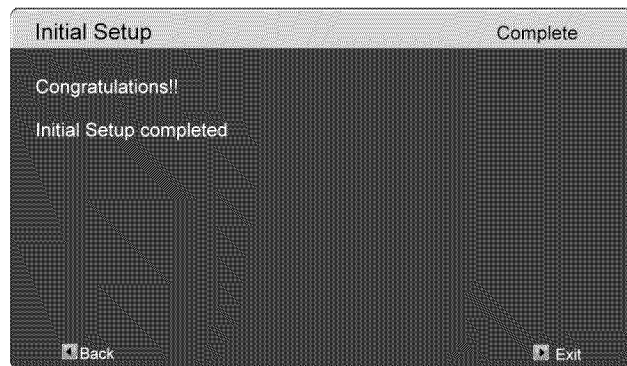 Initial Setup Complete
Congratulations!!
Initial Setup completed
Back Exit